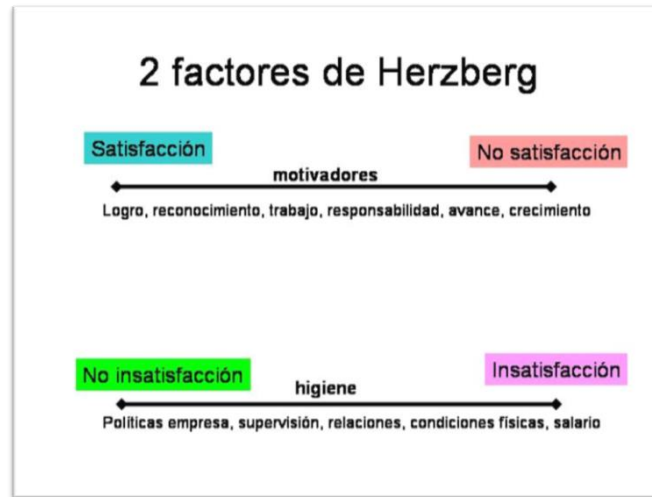 2 factores de Herzberg
Satisfacción
No satisfacción
motivadores
Logro, reconocimiento, trabajo, responsabilidad, avance, crecimiento
No insatisfacción
Insatisfacción
higiene
Políticas empresa, supervisión, relaciones, condiciones físicas, salario